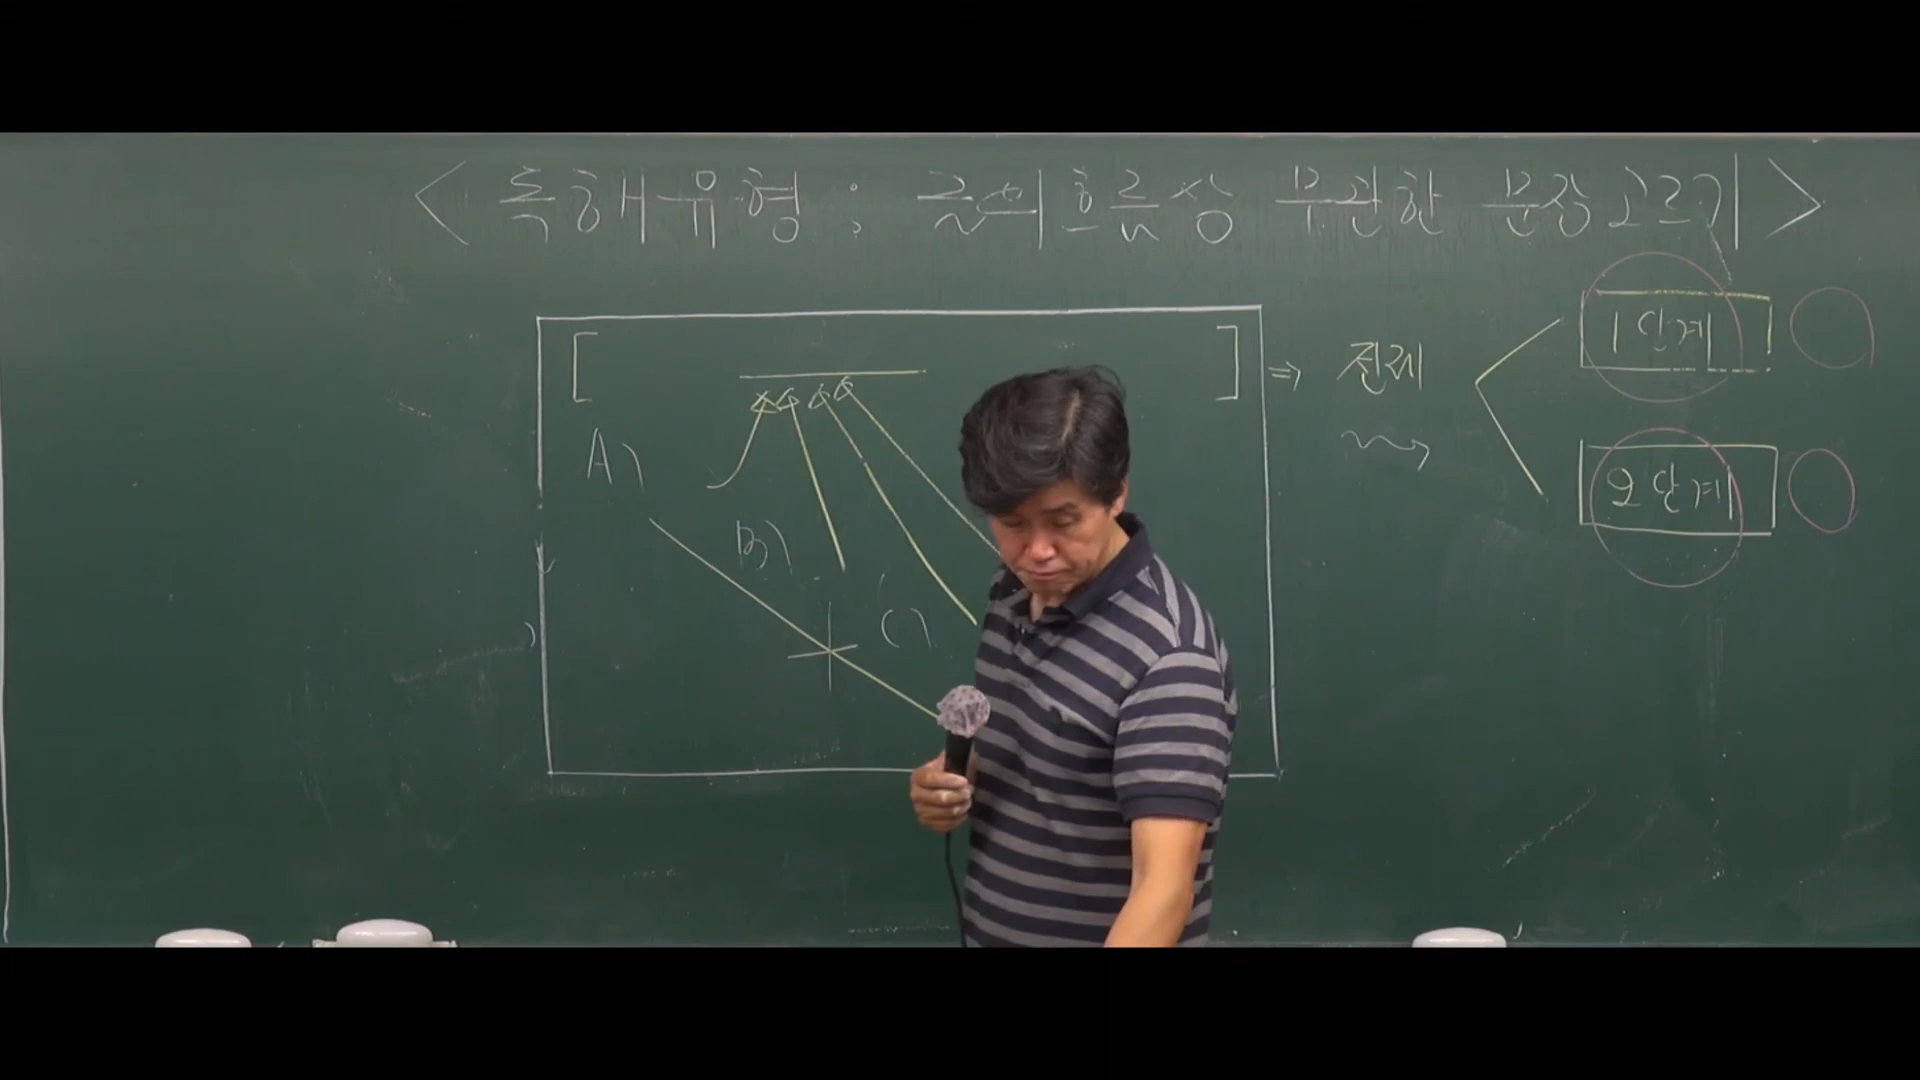 < 독해유형 : 글의 흐름상 무관한 문장 고르기 >
[ ] ⇒ 전제
1단계
A)
2단계
B)
C)